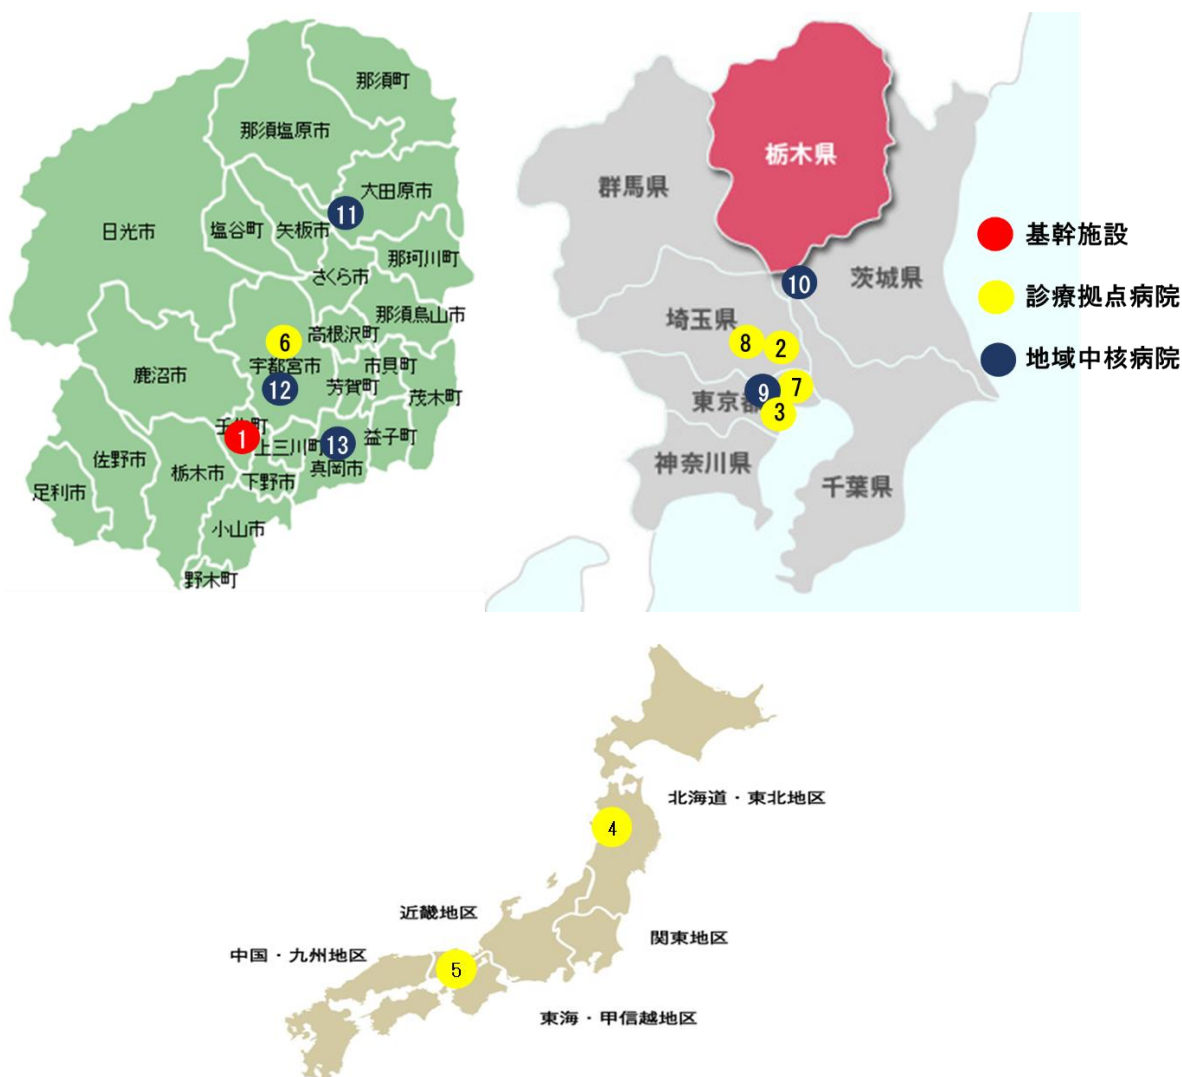 那須町
那須塩原市
大田原市
11
日光市
塩谷町
矢板市
那珂川町
さくら市
那須烏山市
高根沢町
6
宇都宮市
市貝町
鹿沼市
12
芳賀町
茂木町
壬生町
1
上三川町
13
益子町
佐野市
栃木市
真岡市
下野市
足利市
小山市
野木町
栃木県
群馬県
10
茨城県
埼玉県
8
2
東京都
9
7
3
神奈川県
千葉県
基幹施設
診療拠点病院
地域中核病院
北海道・東北地区
4
近畿地区
関東地区
中国・九州地区
5
東海・甲信越地区